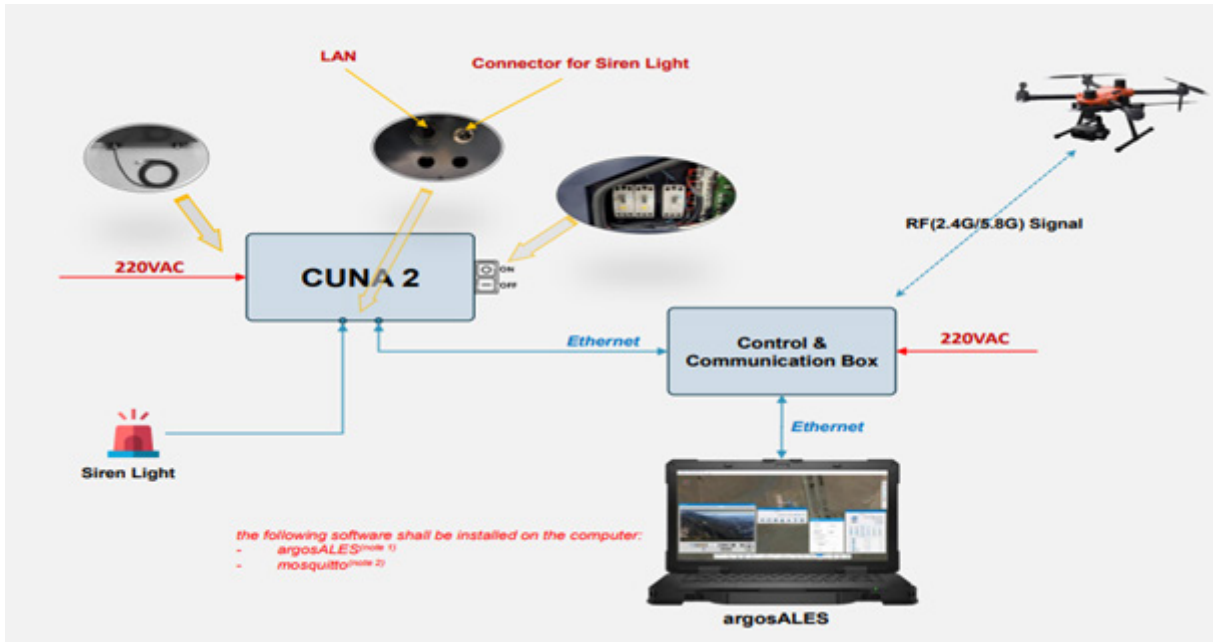 LAN
Connector for Siren Light
RF(2.4G/5.8G) Signal
220VAC
CUNA 2
ON
OFF
Ethernet
Control &
Communication Box
220VAC
Ethernet
Siren Light
the following software shall be installed on the computer:
- argosALES(note 1)
- mosquitto(note 2)
argosALES